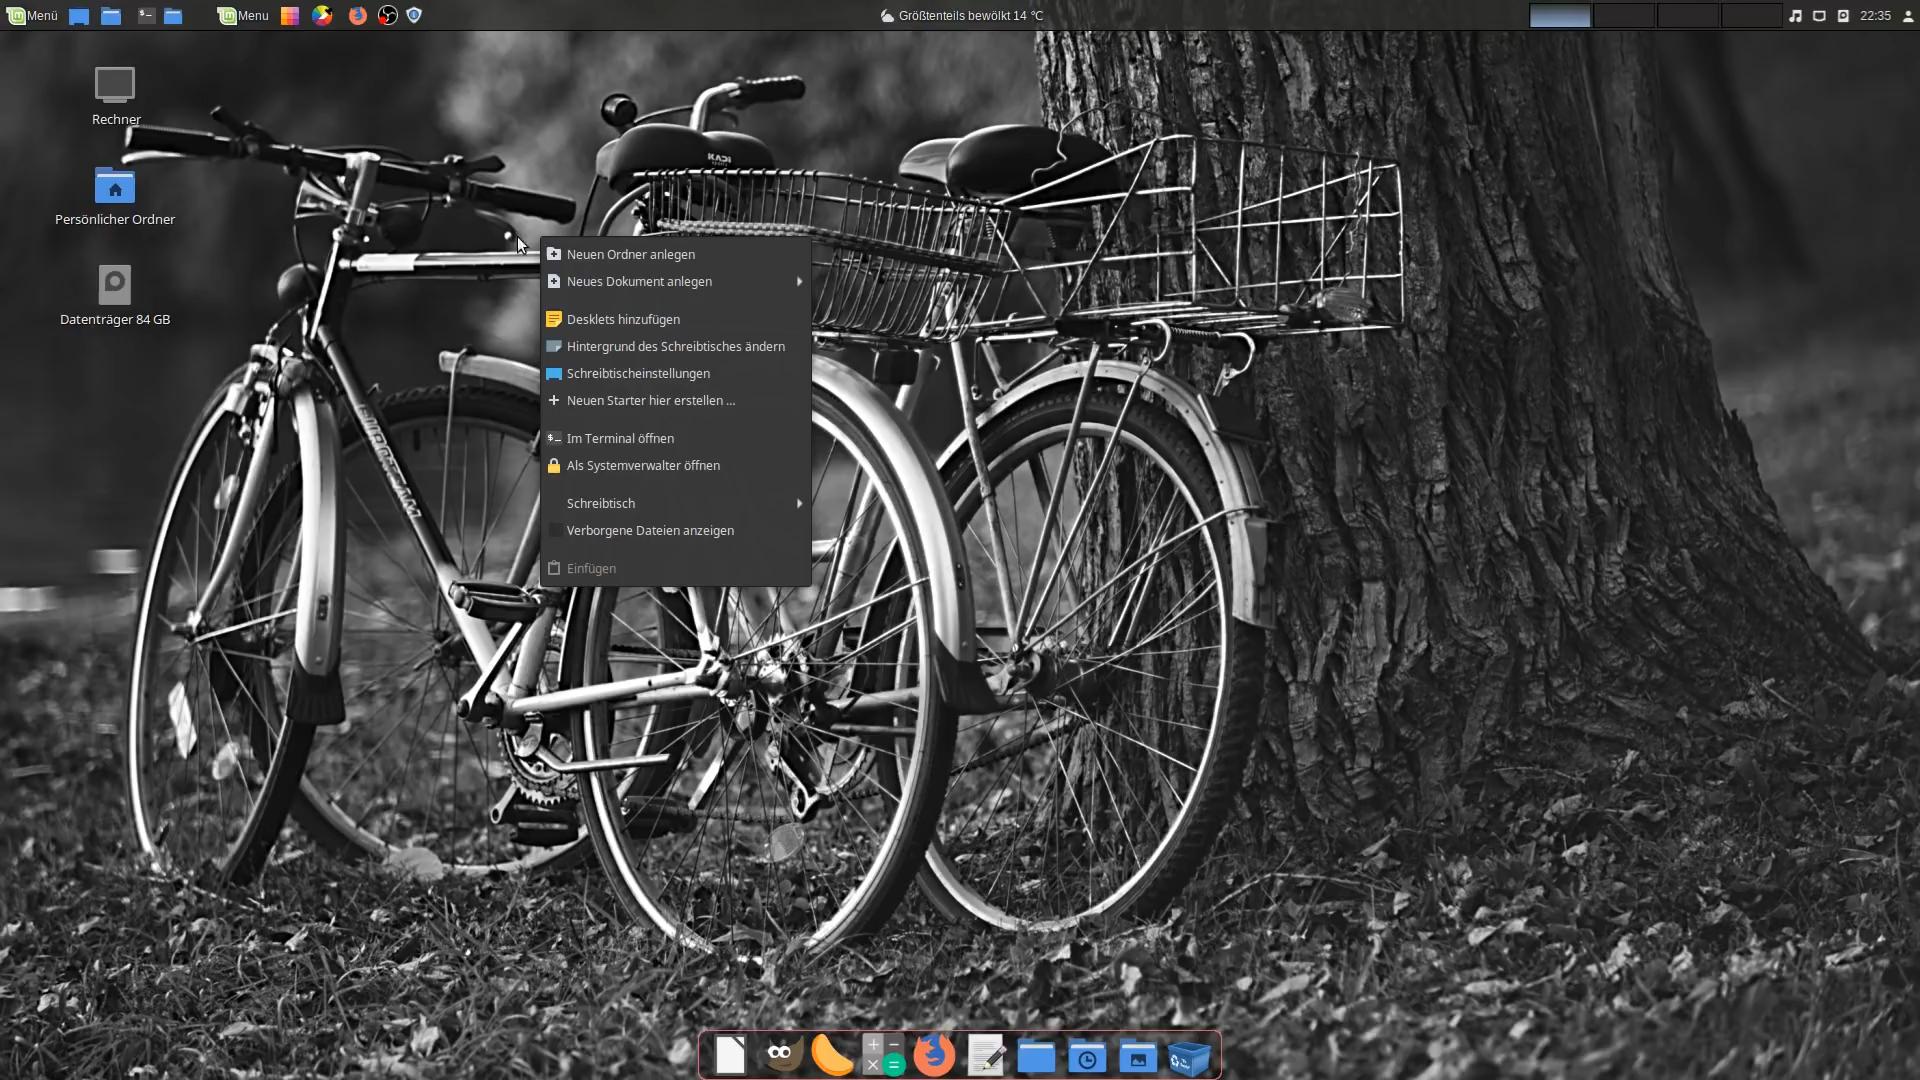 Menü
Menu
Größtenteils bewölkt 14 °C
22:35
Rechner
Persönlicher Ordner
Datenträger 84 GB
Neuen Ordner anlegen
Neues Dokument anlegen
Desklets hinzufügen
Hintergrund des Schreibtisches ändern
Schreibtischeinstellungen
Neuen Starter hier erstellen ...
Im Terminal öffnen
Als Systemverwalter öffnen
Schreibtisch
Verborgene Dateien anzeigen
Einfügen